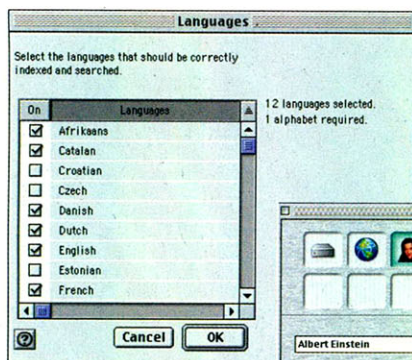 Languages
Select the languages that should be correctly
indexed and searched.
On Languages
Afrikaans
Catalan
Croatian
Czech
Danish
Dutch
English
Estonian
French
12 languages selected.
1 alphabet required.
Cancel OK
Albert Einstein